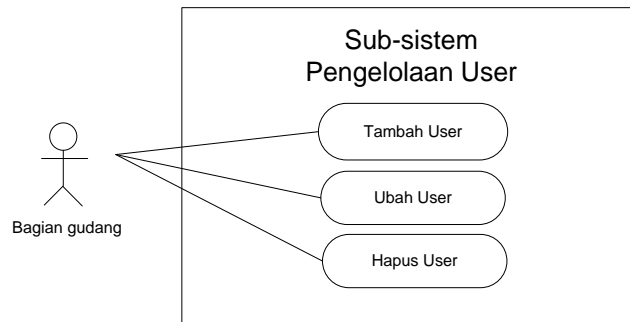 Sub-sistem
Pengelolaan User
Tambah User
Ubah User
Bagian gudang
Hapus User